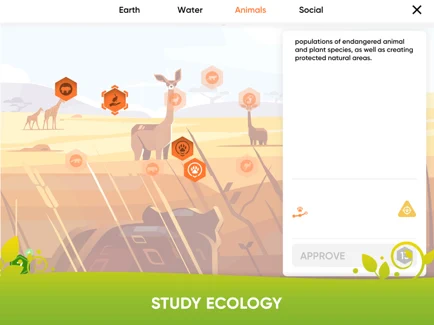 Earth Water Animals Social
populations of endangered animal
and plant species, as well as creating
protected natural areas.
APPROVE
STUDY ECOLOGY